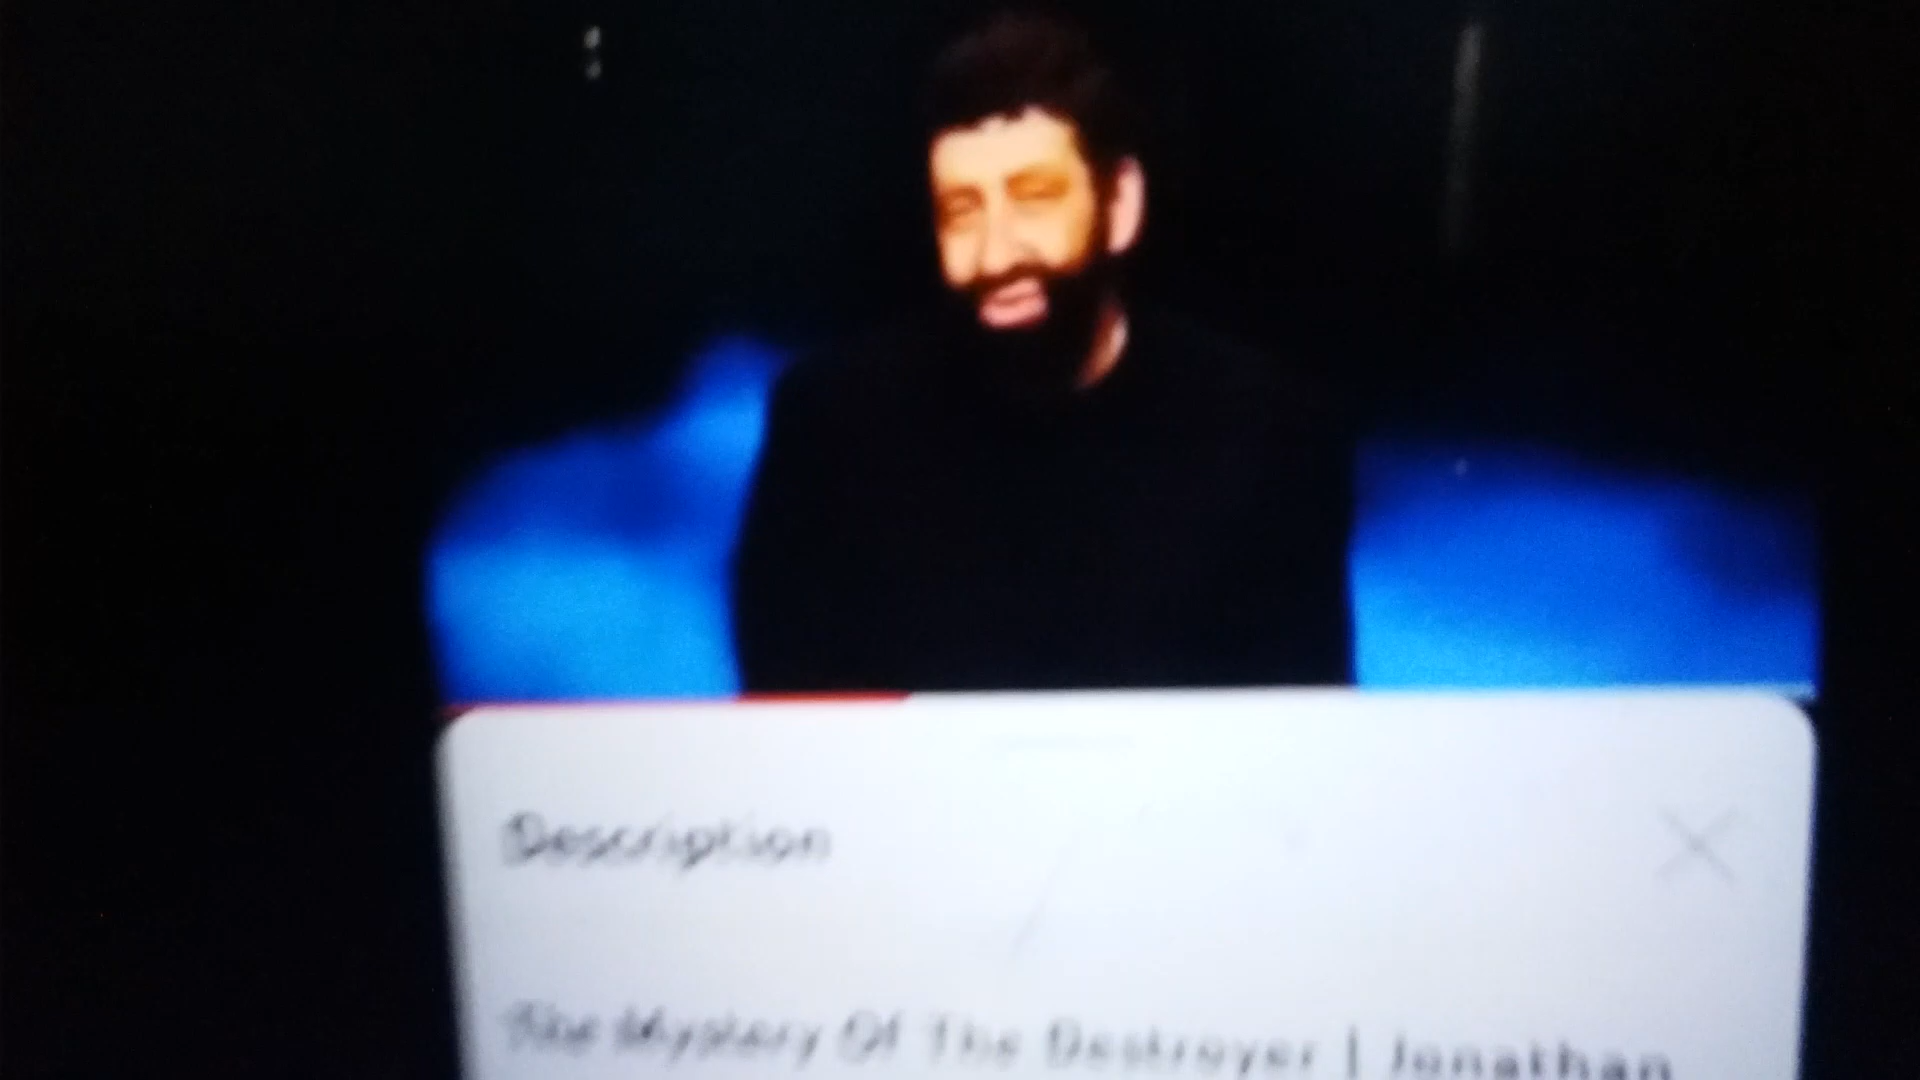 Description
The Mystery Of The Destroyer | Jonathan